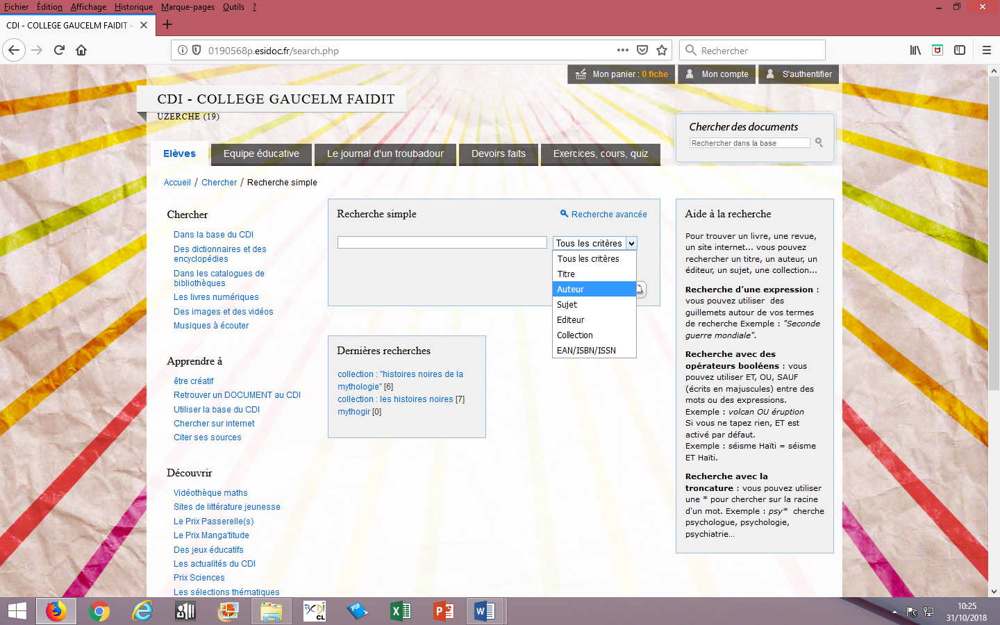 Fichier Édition Affichage Historique Marque-pages Outils ?
CDI - COLLEGE GAUCELM FAIDIT -
0190568p.esidoc.fr/search.php
Rechercher
Mon panier : 0 fiche
Mon compte
S'authentifier
CDI - COLLEGE GAUCELM FAIDIT
UZERCHE (19)
Chercher des documents
Rechercher dans la base
Elèves
Equipe éducative
Le journal d'un troubadour
Devoirs faits
Exercices, cours, quiz
Accueil / Chercher / Recherche simple
Chercher
Dans la base du CDI
Des dictionnaires et des
encyclopédies
Dans les catalogues de
bibliothèques
Les livres numériques
Des images et des vidéos
Musiques à écouter
Apprendre à
être créatif
Retrouver un DOCUMENT au CDI
Utiliser la base du CDI
Chercher sur internet
Citer ses sources
Découvrir
Vidéothèque maths
Sites de littérature jeunesse
Le Prix Passerelle(s)
Le Prix Manga'titude
Des jeux éducatifs
Les actualités du CDI
Prix Sciences
Les sélections thématiques
Recherche simple
Recherche avancée
Tous les critères
Tous les critères
Titre
Auteur
Sujet
Editeur
Collection
EAN/ISBN/ISSN
Dernières recherches
collection : "histoires noires de la
mythologie" [6]
collection : les histoires noires [7]
mythogir [0]
Aide à la recherche
Pour trouver un livre, une revue,
un site internet... vous pouvez
rechercher un titre, un auteur, un
éditeur, un sujet, une collection...
Recherche d’une expression :
vous pouvez utiliser des
guillemets autour de vos termes
de recherche Exemple : "Seconde
guerre mondiale".
Recherche avec des
opérateurs booléens : vous
pouvez utiliser ET, OU, SAUF
(écrits en majuscules) entre des
mots ou des expressions.
Exemple : volcan OU éruption
Si vous ne tapez rien, ET est
activé par défaut.
Exemple : séisme Haïti = séisme
ET Haïti.
Recherche avec la
troncature : vous pouvez utiliser
une * pour chercher sur la racine
d'un mot. Exemple : psy* cherche
psychologue, psychologie,
psychiatrie...
BCDI
CL
PDF
10:25
31/10/2018